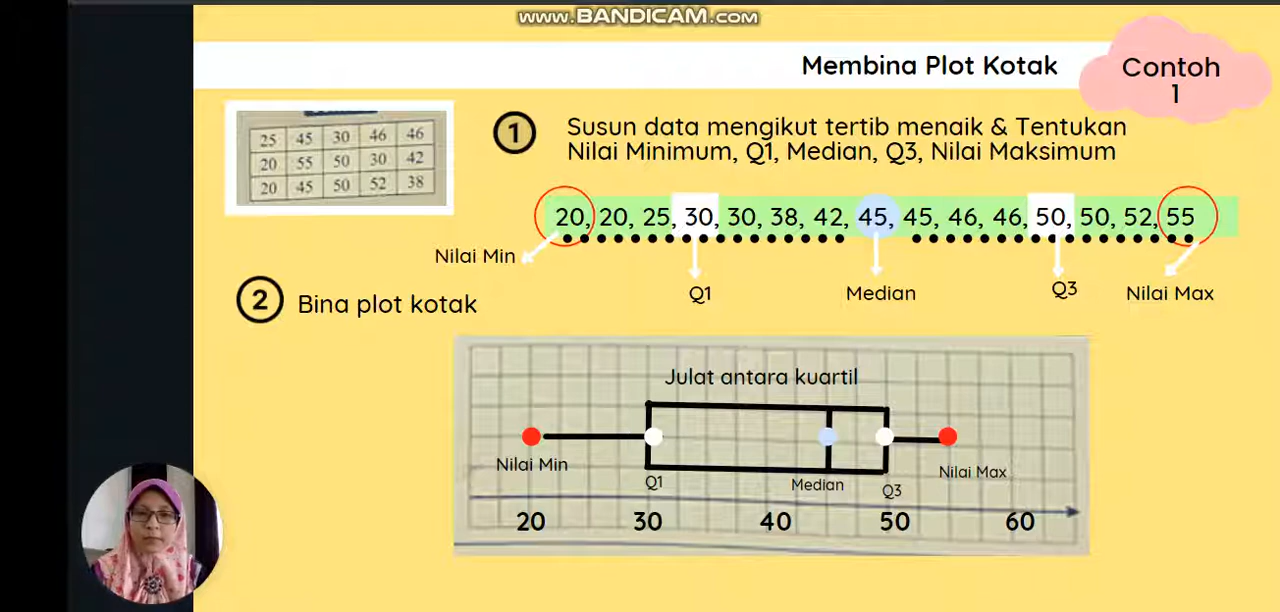 www.BANDICAM.com
Membina Plot Kotak
Contoh
1
25 45 30 46 46
20 55 50 30 42
20 45 50 52 38
1
Susun data mengikut tertib menaik & Tentukan
Nilai Minimum, Q1, Median, Q3, Nilai Maksimum
20, 20, 25, 30, 30, 38, 42, 45, 45, 46, 46, 50, 50, 52, 55
Nilai Min
Q1
Median
Q3
Nilai Max
2
Bina plot kotak
Julat antara kuartil
Nilai Min
Q1
Median
Q3
Nilai Max
20 30 40 50 60